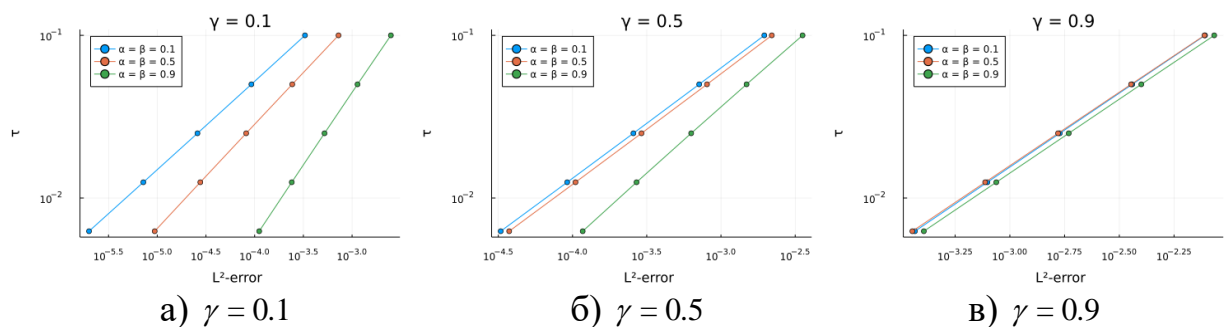 γ = 0.1
10⁻¹
α = β = 0.1
α = β = 0.5
α = β = 0.9
τ
10⁻²
10⁻⁵·⁵ 10⁻⁵·⁰ 10⁻⁴·⁵ 10⁻⁴·⁰ 10⁻³·⁵ 10⁻³·⁰
L²-error
а) γ = 0.1
γ = 0.5
10⁻¹
α = β = 0.1
α = β = 0.5
α = β = 0.9
τ
10⁻²
10⁻⁴·⁵ 10⁻⁴·⁰ 10⁻³·⁵ 10⁻³·⁰ 10⁻²·⁵
L²-error
б) γ = 0.5
γ = 0.9
10⁻¹
α = β = 0.1
α = β = 0.5
α = β = 0.9
τ
10⁻²
10⁻³·²⁵ 10⁻³·⁰⁰ 10⁻²·⁷⁵ 10⁻²·⁵⁰ 10⁻²·²⁵
L²-error
в) γ = 0.9